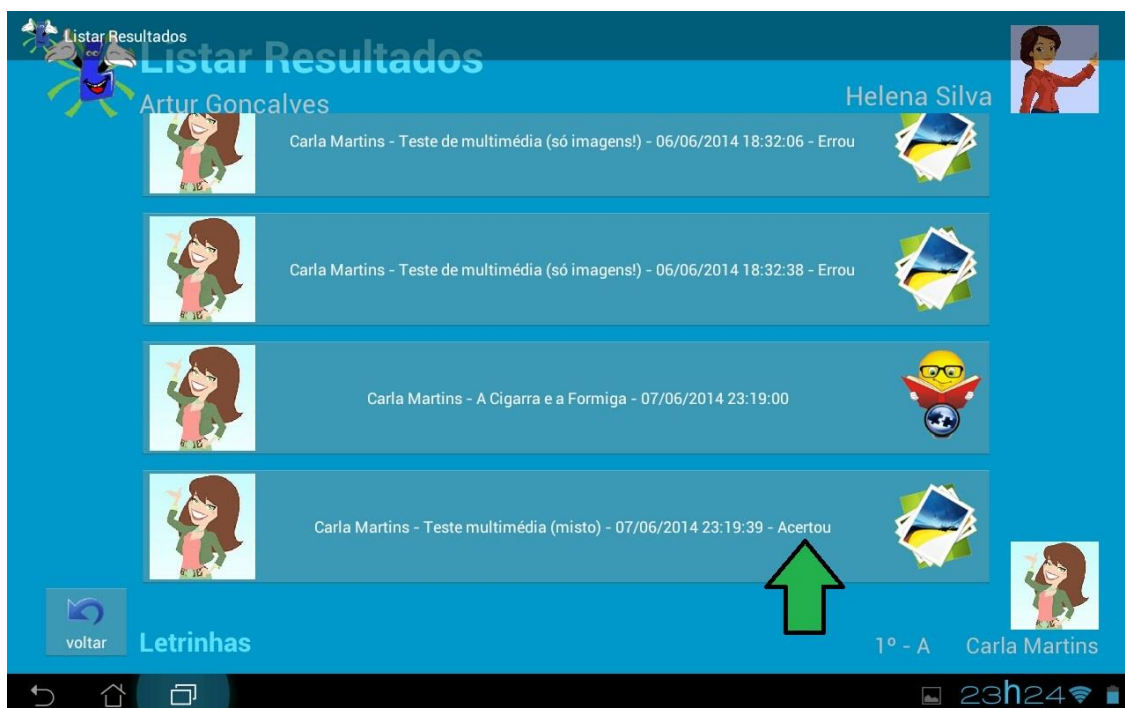 Listar Resultados
Listar Resultados
Artur Goncalves
Helena Silva
Carla Martins - Teste de multimédia (só imagens!) - 06/06/2014 18:32:06 - Errou
Carla Martins - Teste de multimédia (só imagens!) - 06/06/2014 18:32:38 - Errou
Carla Martins - A Cigarra e a Formiga - 07/06/2014 23:19:00
Carla Martins - Teste multimédia (misto) - 07/06/2014 23:19:39 - Acertou
voltar
Letrinhas
1º - A Carla Martins
23h24